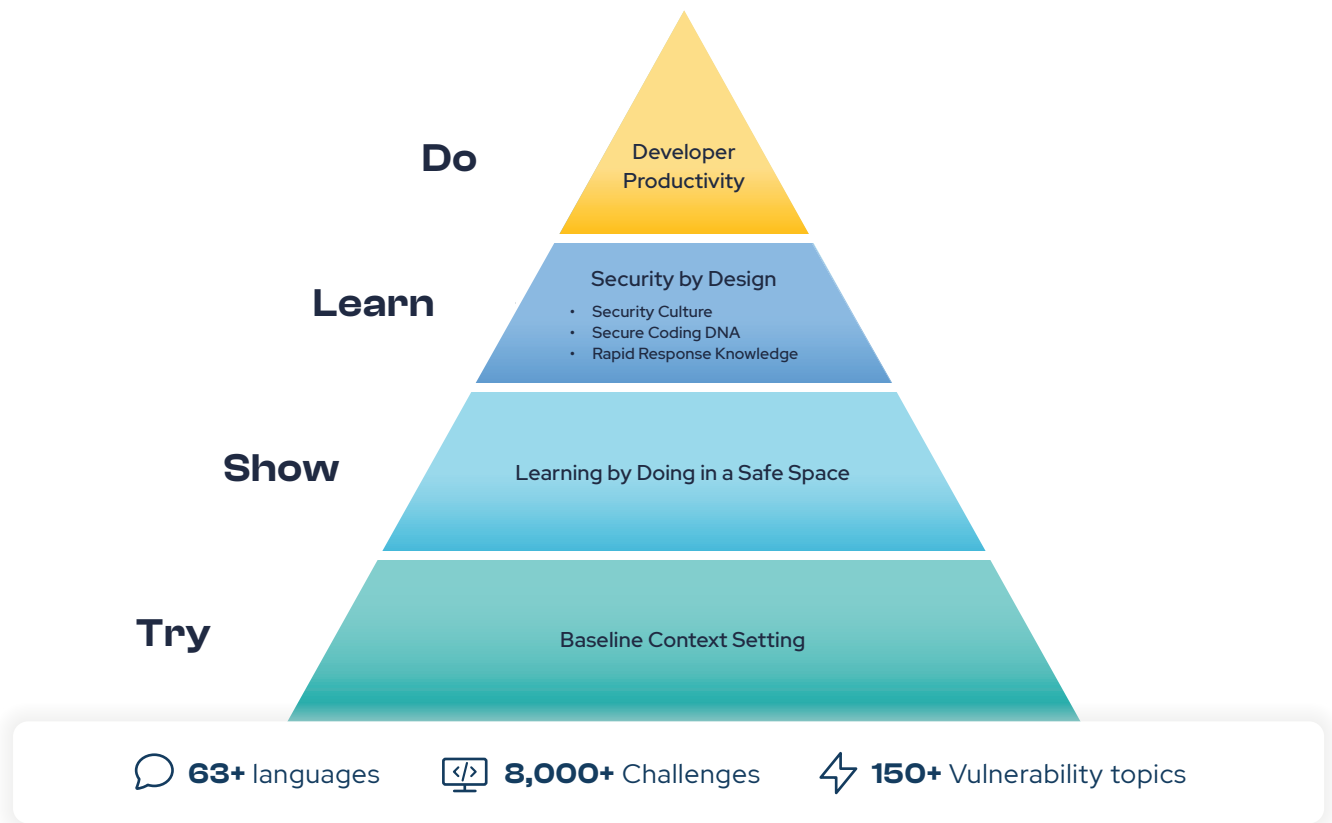 Do
Developer
Productivity
Learn
Security by Design
• Security Culture
• Secure Coding DNA
• Rapid Response Knowledge
Show
Learning by Doing in a Safe Space
Try
Baseline Context Setting
63+ languages
8,000+ Challenges
150+ Vulnerability topics